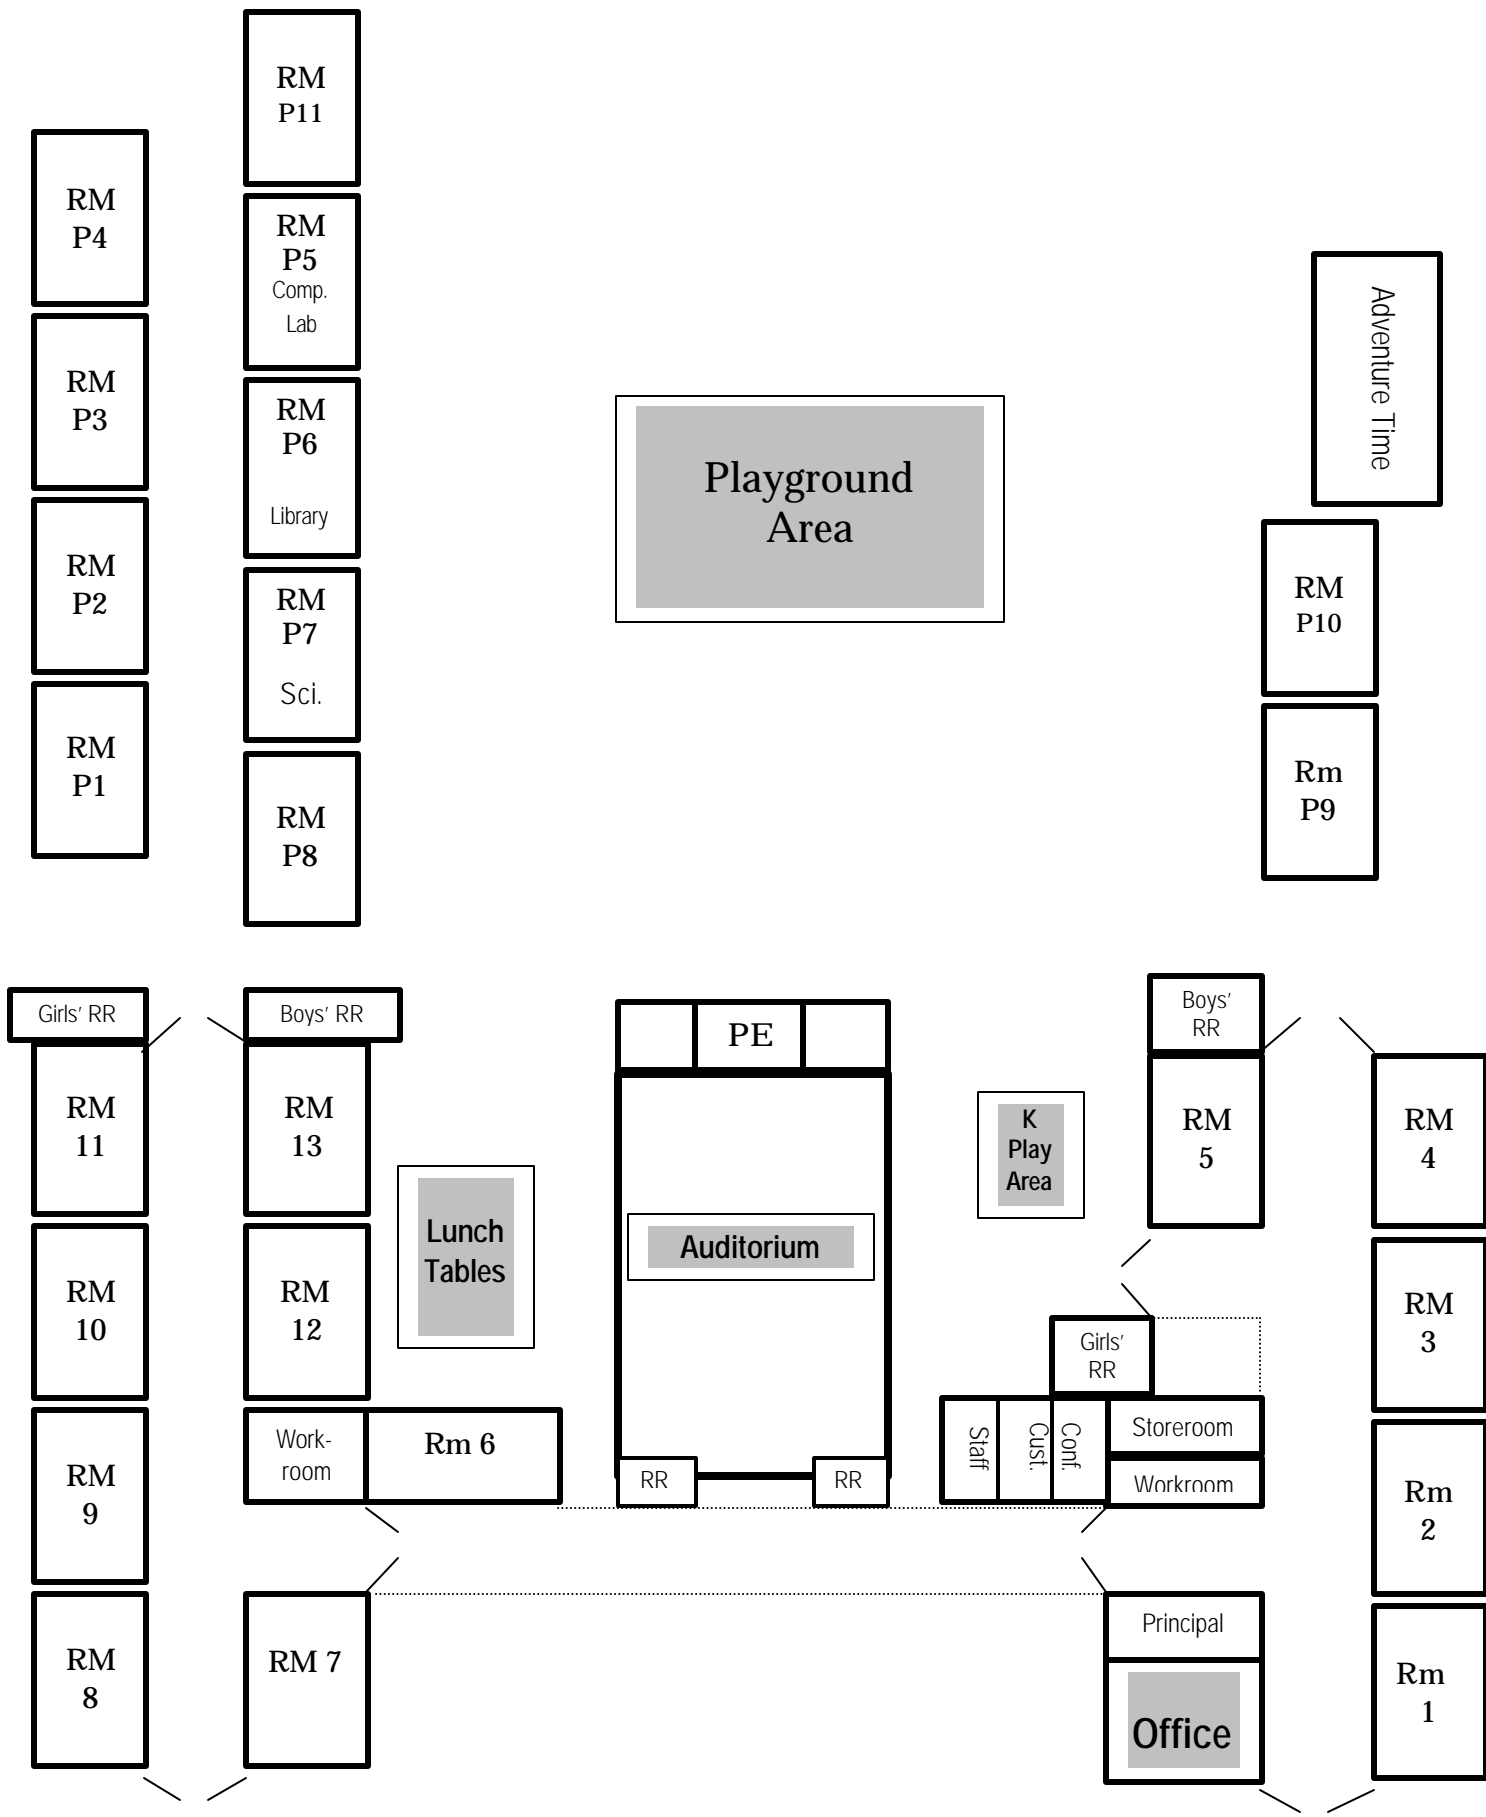 RM
P11
RM
P4
RM
P5
Comp.
Lab
Adventure Time
RM
P3
RM
P6
Library
Playground
Area
RM
P2
RM
P7
Sci.
RM
P10
RM
P1
RM
P8
Rm
P9
Girls' RR
Boys' RR
PE
Boys'
RR
RM
11
RM
13
K
Play
Area
RM
5
RM
4
Lunch
Tables
Auditorium
RM
10
RM
12
Girls'
RR
RM
3
RM
9
Work-
room
Rm 6
RR
RR
Staff
Cust.
Conf.
Storeroom
Workroom
Rm
2
RM
8
RM 7
Principal
Office
Rm
1